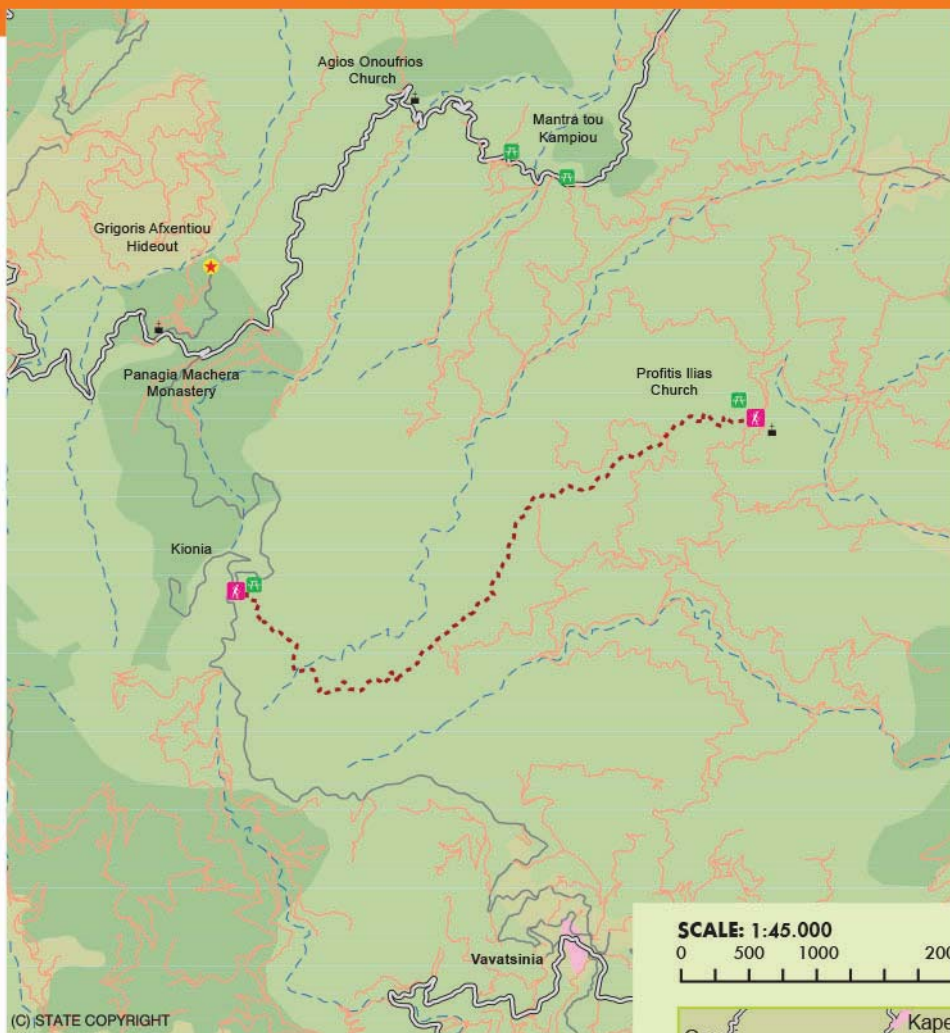 Agios Onoufrios
Church
Mantra tou
Kampiou
Grigoris Afxentiou
Hideout
Panagia Machera
Monastery
Profitis Ilias
Church
Kionia
SCALE: 1:45.000
0 500 1000
Vavatsinia
(C) STATE COPYRIGHT